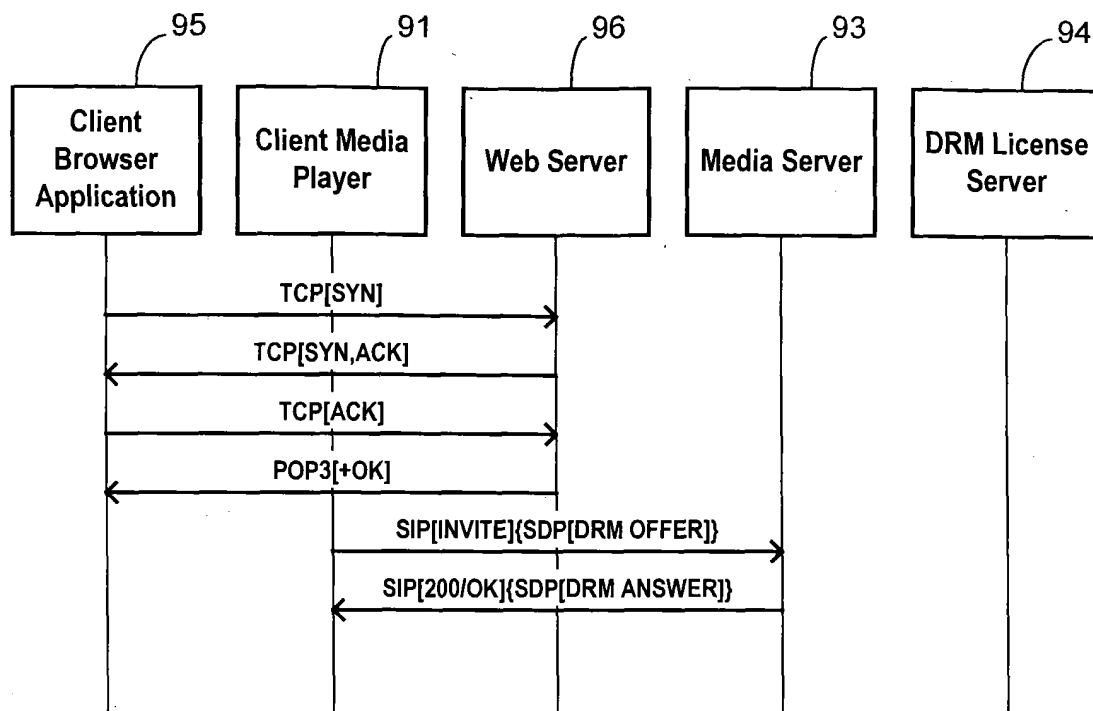 95
91
96
93
94
Client
Browser
Application
Client Media
Player
Web Server
Media Server
DRM License
Server
TCP[SYN]
TCP[SYN,ACK]
TCP[ACK]
POP3[+OK]
SIP[INVITE]{SDP[DRM OFFER]}
SIP[200/OK]{SDP[DRM ANSWER]}